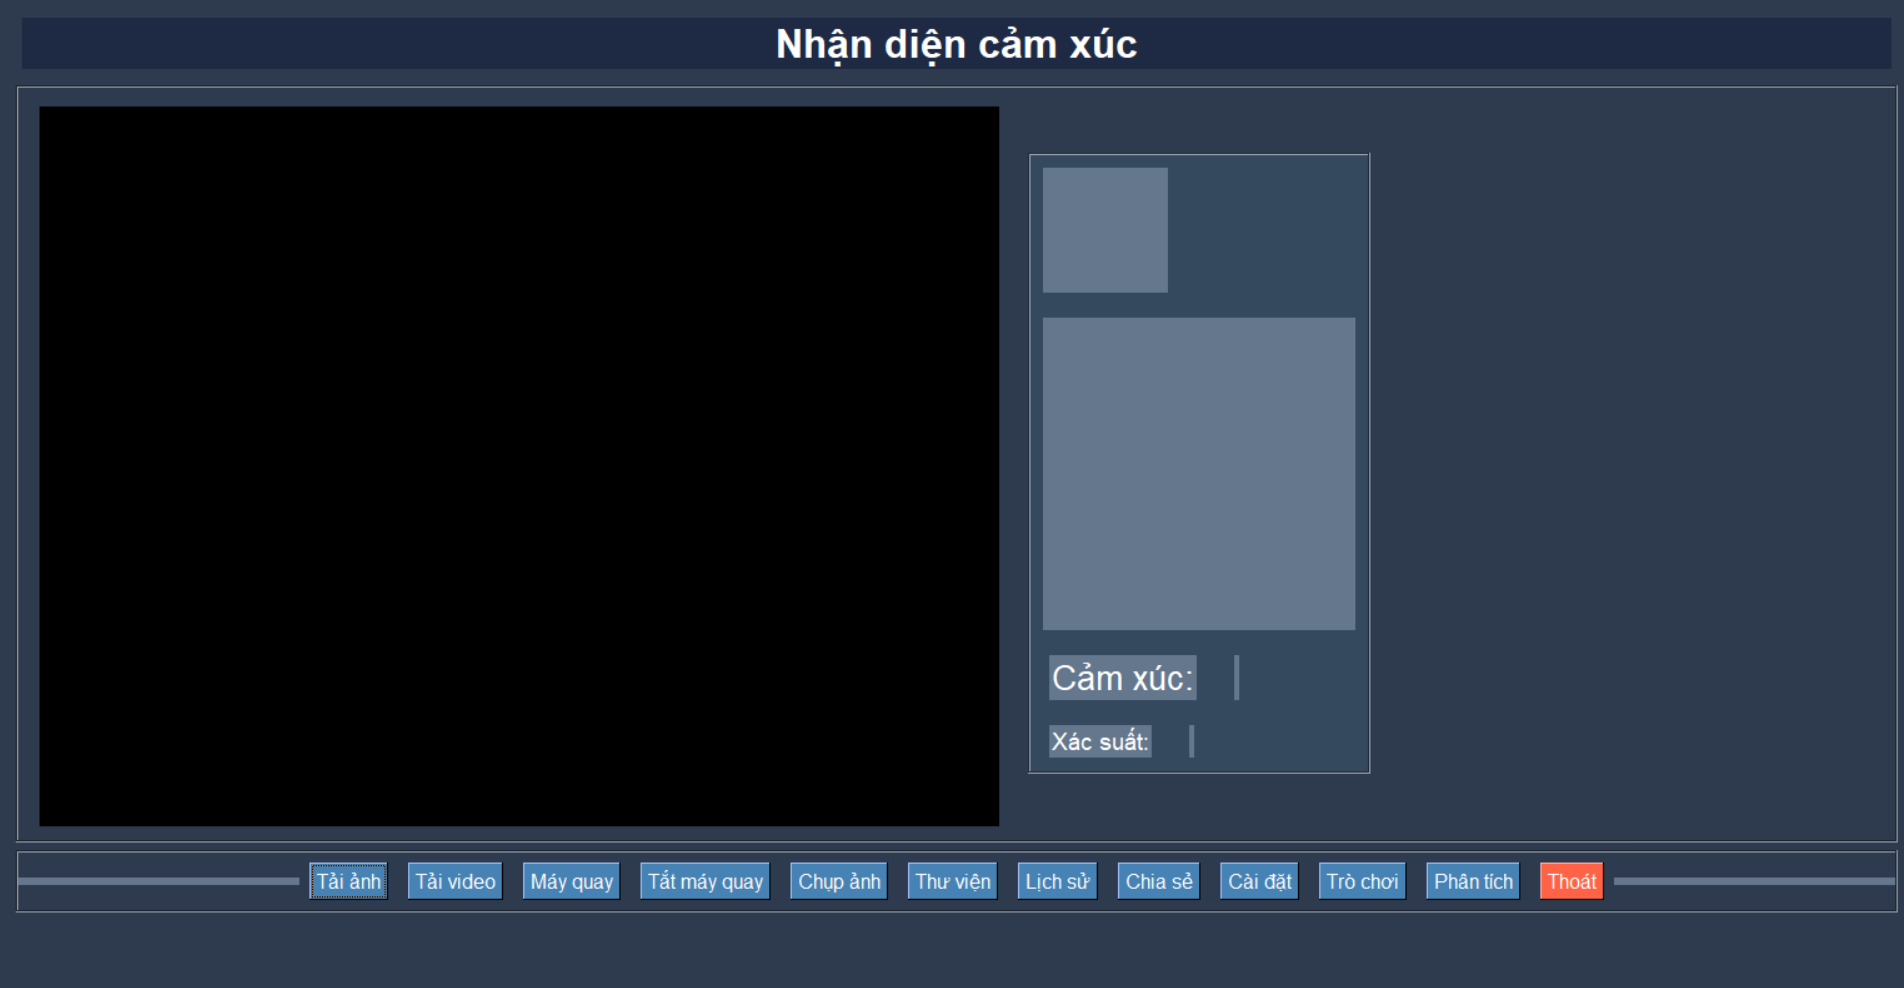 Nhận diện cảm xúc
Cảm xúc:
Xác suất:
Tải ảnh Tải video Máy quay Tắt máy quay Chụp ảnh Thư viện Lịch sử Chia sẻ Cài đặt Trò chơi Phân tích Thoát